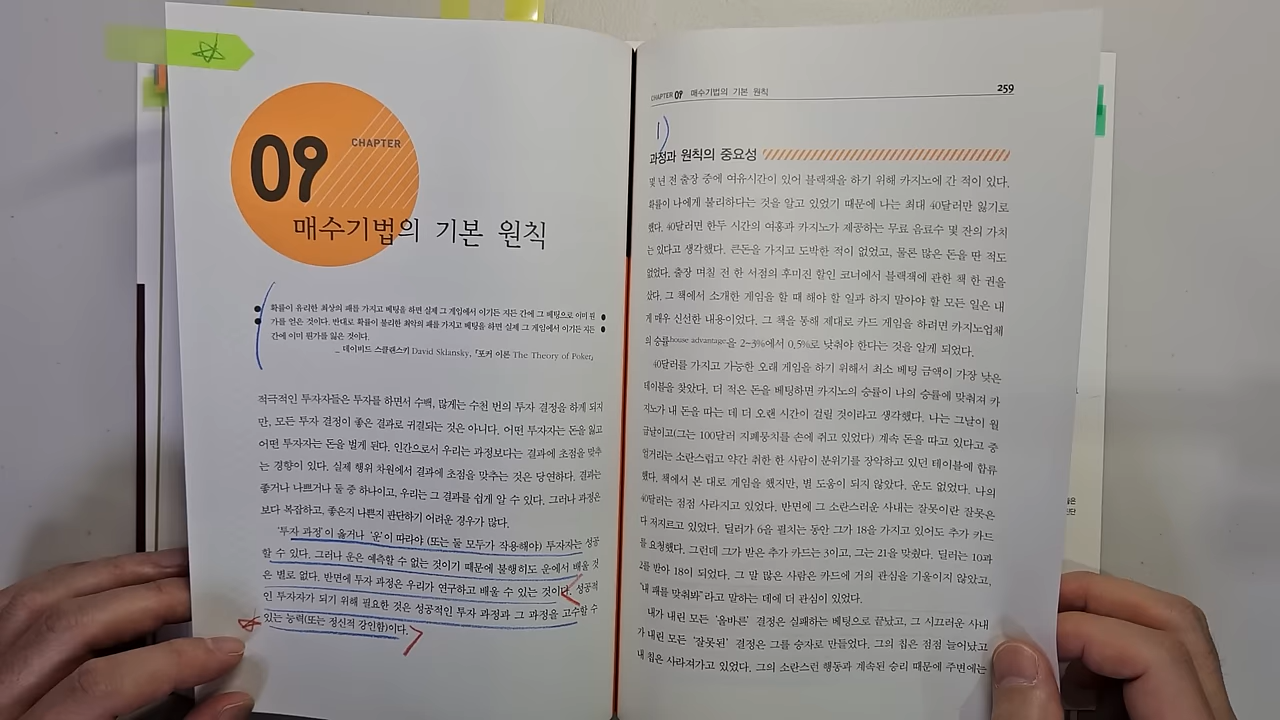 09
CHAPTER
매수기법의 기본 원칙
확률이 유리한 최상의 패를 가지고 베팅을 하면 실제 그 게임에서 이기든 지든 간에 그 베팅으로 이미 뭔
가를 얻은 것이다. 반대로 확률이 불리한 최악의 패를 가지고 베팅을 하면 실제 그 게임에서 이기든 지든
간에 이미 뭔가를 잃은 것이다.
_ 데이비드 스클랜스키 David Sklansky, 『포커 이론 The Theory of Poker』
적극적인 투자자들은 투자를 하면서 수백, 많게는 수천 번의 투자 결정을 하게 되지
만, 모든 투자 결정이 좋은 결과로 귀결되는 것은 아니다. 어떤 투자자는 돈을 잃고
어떤 투자자는 돈을 벌게 된다. 인간으로서 우리는 과정보다는 결과에 초점을 맞추
는 경향이 있다. 실제 행위 차원에서 결과에 초점을 맞추는 것은 당연하다. 결과는
좋거나 나쁘거나 둘 중 하나이고, 우리는 그 결과를 쉽게 알 수 있다. 그러나 과정은
보다 복잡하고, 좋은지 나쁜지 판단하기 어려운 경우가 많다.
'투자 과정'이 옳거나 '운'이 따라야 (또는 둘 모두가 작용해야) 투자자는 성공
할 수 있다. 그러나 운은 예측할 수 없는 것이기 때문에 불행히도 운에서 배울 것
은 별로 없다. 반면에 투자 과정은 우리가 연구하고 배울 수 있는 것이다. 성공적
인 투자자가 되기 위해 필요한 것은 성공적인 투자 과정과 그 과정을 고수할 수
있는 능력(또는 정신적 강인함)이다.
CHAPTER 09 매수기법의 기본 원칙 259
1)
과정과 원칙의 중요성
몇 년 전 출장 중에 여유시간이 있어 블랙잭을 하기 위해 카지노에 간 적이 있다.
확률이 나에게 불리하다는 것을 알고 있었기 때문에 나는 최대 40달러만 잃기로
했다. 40달러면 한두 시간의 여흥과 카지노가 제공하는 무료 음료수 몇 잔의 가치
는 있다고 생각했다. 큰돈을 가지고 도박한 적이 없었고, 물론 많은 돈을 딴 적도
없었다. 출장 며칠 전 한 서점의 후미진 할인 코너에서 블랙잭에 관한 책 한 권을
샀다. 그 책에서 소개한 게임을 할 때 해야 할 일과 하지 말아야 할 모든 일은 내
게 매우 신선한 내용이었다. 그 책을 통해 제대로 카드 게임을 하려면 카지노업체
의 승률house advantage을 2~3%에서 0.5%로 낮춰야 한다는 것을 알게 되었다.
40달러를 가지고 가능한 오래 게임을 하기 위해서 최소 베팅 금액이 가장 낮은
테이블을 찾았다. 더 적은 돈을 베팅하면 카지노의 승률이 나의 승률에 맞춰져 카
지노가 내 돈을 따는 데 더 오랜 시간이 걸릴 것이라고 생각했다. 나는 그날이 월
급날이고(그는 100달러 지폐뭉치를 손에 쥐고 있었다) 계속 돈을 따고 있다고 중
얼거리는 소란스럽고 약간 취한 한 사람이 분위기를 장악하고 있던 테이블에 합류
했다. 책에서 본 대로 게임을 했지만, 별 도움이 되지 않았다. 운도 없었다. 나의
40달러는 점점 사라지고 있었다. 반면에 그 소란스러운 사내는 잘못이란 잘못은
다 저지르고 있었다. 딜러가 6을 펼치는 동안 그가 18을 가지고 있어도 추가 카드
를 요청했다. 그런데 그가 받은 추가 카드는 3이고, 그는 21을 맞췄다. 딜러는 10과
2를 받아 18이 되었다. 그 말 많은 사람은 카드에 거의 관심을 기울이지 않았고,
"내 패를 맞춰봐"라고 말하는 데에 더 관심이 있었다.
내가 내린 모든 '올바른' 결정은 실패하는 베팅으로 끝났고, 그 시끄러운 사내
가 내린 모든 '잘못된' 결정은 그를 승자로 만들었다. 그의 칩은 점점 늘어났고
내 칩은 사라져가고 있었다. 그의 소란스런 행동과 계속된 승리 때문에 주변에는